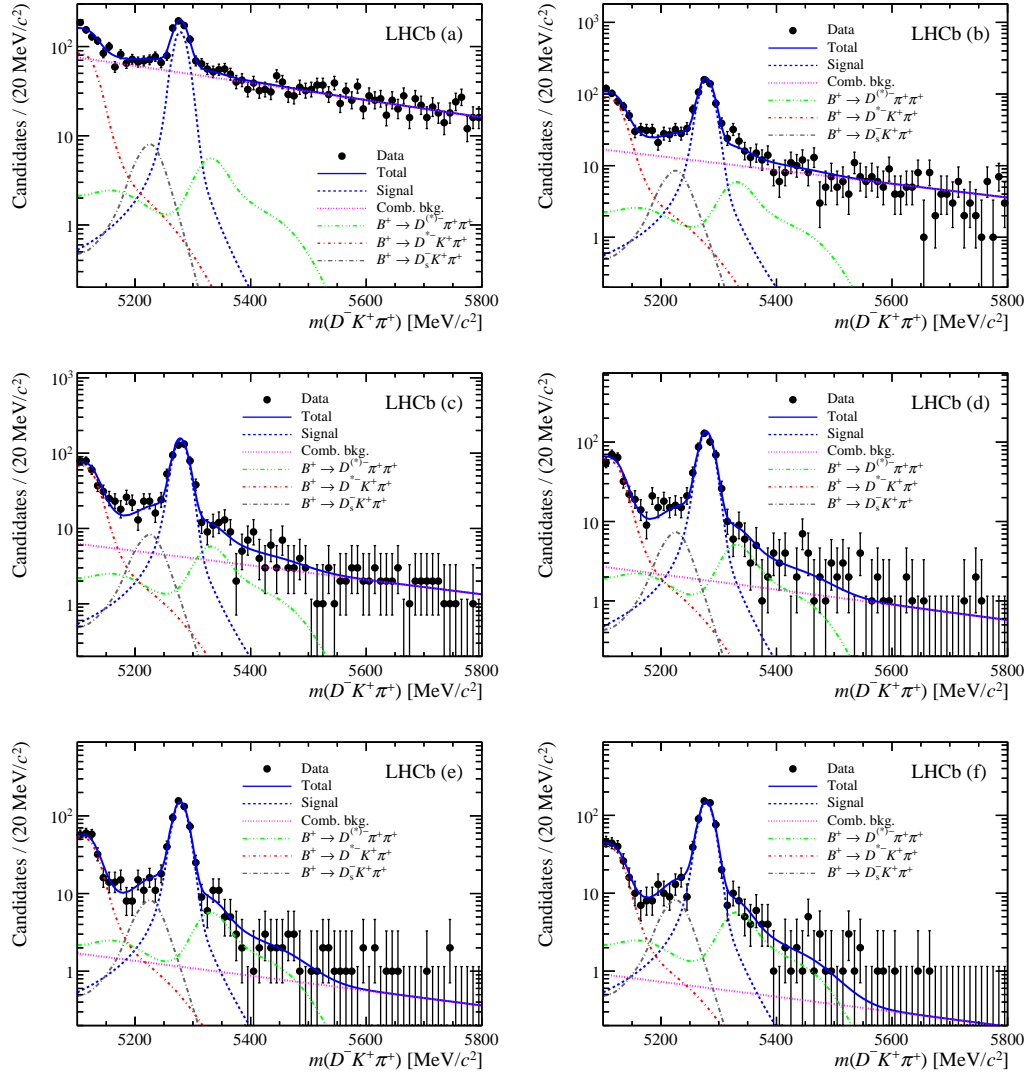 Candidates / (20 MeV/c²)
10²
10
1
LHCb (a)
Data
Total
Signal
Comb. bkg.
B⁺ → D⁽*⁾⁻π⁺π⁺
B⁺ → D*⁻K⁺π⁺
B⁺ → Dₛ⁻K⁺π⁺
5200 5400 5600 5800
m(D⁻K⁺π⁺) [MeV/c²]
Candidates / (20 MeV/c²)
10³
10²
10
1
LHCb (b)
Data
Total
Signal
Comb. bkg.
B⁺ → D⁽*⁾⁻π⁺π⁺
B⁺ → D*⁻K⁺π⁺
B⁺ → Dₛ⁻K⁺π⁺
5200 5400 5600 5800
m(D⁻K⁺π⁺) [MeV/c²]
Candidates / (20 MeV/c²)
10³
10²
10
1
LHCb (c)
Data
Total
Signal
Comb. bkg.
B⁺ → D⁽*⁾⁻π⁺π⁺
B⁺ → D*⁻K⁺π⁺
B⁺ → Dₛ⁻K⁺π⁺
5200 5400 5600 5800
m(D⁻K⁺π⁺) [MeV/c²]
Candidates / (20 MeV/c²)
10²
10
1
LHCb (d)
Data
Total
Signal
Comb. bkg.
B⁺ → D⁽*⁾⁻π⁺π⁺
B⁺ → D*⁻K⁺π⁺
B⁺ → Dₛ⁻K⁺π⁺
5200 5400 5600 5800
m(D⁻K⁺π⁺) [MeV/c²]
Candidates / (20 MeV/c²)
10²
10
1
LHCb (e)
Data
Total
Signal
Comb. bkg.
B⁺ → D⁽*⁾⁻π⁺π⁺
B⁺ → D*⁻K⁺π⁺
B⁺ → Dₛ⁻K⁺π⁺
5200 5400 5600 5800
m(D⁻K⁺π⁺) [MeV/c²]
Candidates / (20 MeV/c²)
10²
10
1
LHCb (f)
Data
Total
Signal
Comb. bkg.
B⁺ → D⁽*⁾⁻π⁺π⁺
B⁺ → D*⁻K⁺π⁺
B⁺ → Dₛ⁻K⁺π⁺
5200 5400 5600 5800
m(D⁻K⁺π⁺) [MeV/c²]